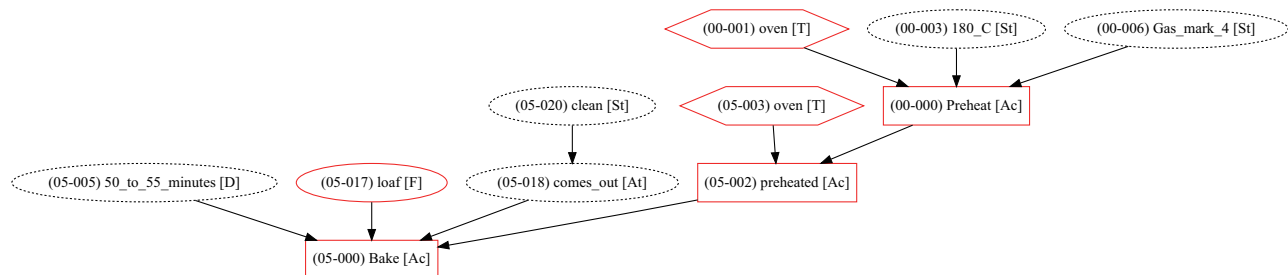 (00-001) oven [T]
(00-003) 180_C [St]
(00-006) Gas_mark_4 [St]
(05-020) clean [St]
(05-003) oven [T]
(00-000) Preheat [Ac]
(05-005) 50_to_55_minutes [D]
(05-017) loaf [F]
(05-018) comes_out [At]
(05-002) preheated [Ac]
(05-000) Bake [Ac]